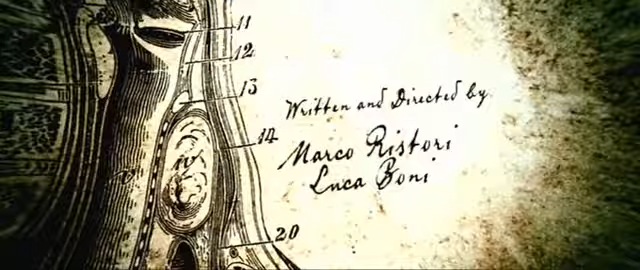 11
12
13
14
20
Written and Directed by
Marco Ristori
Luca Boni